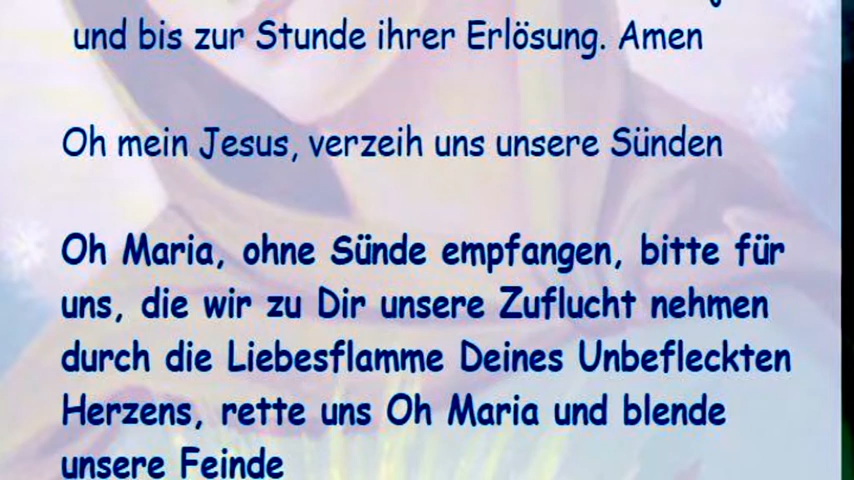 und bis zur Stunde ihrer Erlösung. Amen
Oh mein Jesus, verzeih uns unsere Sünden
Oh Maria, ohne Sünde empfangen, bitte für
uns, die wir zu Dir unsere Zuflucht nehmen
durch die Liebesflamme Deines Unbefleckten
Herzens, rette uns Oh Maria und blende
unsere Feinde